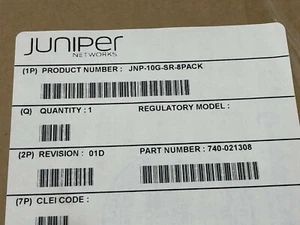 JUNIPER
NETWORKS
(1P) PRODUCT NUMBER : JNP-10G-SR-8PACK
(Q) QUANTITY : 1 REGULATORY MODEL :
(2P) REVISION : 01D PART NUMBER : 740-021308
(7P) CLEI CODE :